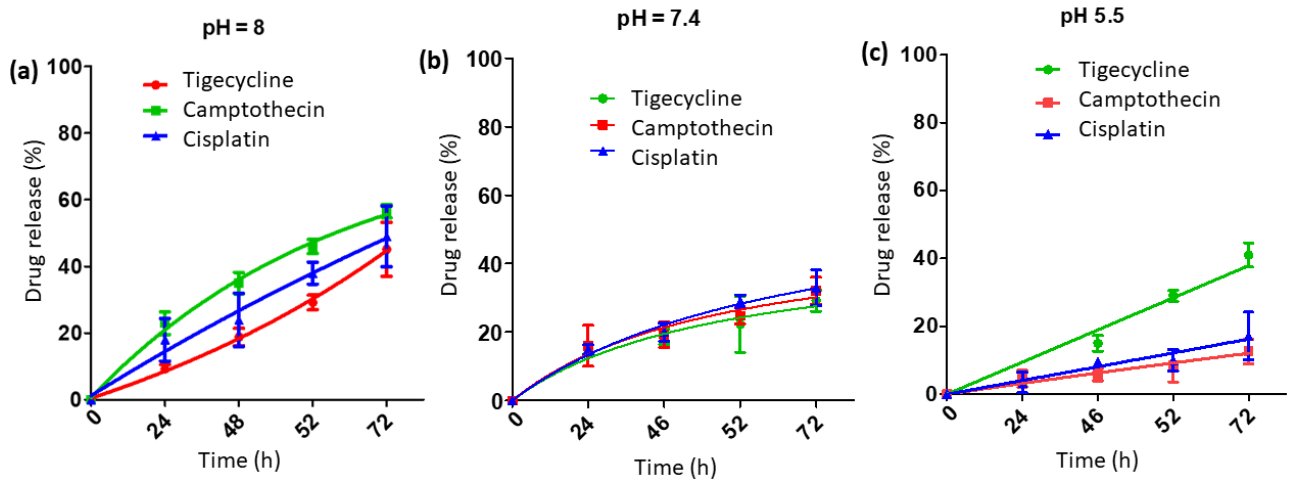 pH = 8
(a)
100
80
60
40
20
0
Drug release (%)
Tigecycline
Camptothecin
Cisplatin
0 24 48 52 72
Time (h)
pH = 7.4
(b)
100
80
60
40
20
0
Drug release (%)
Tigecycline
Camptothecin
Cisplatin
0 24 46 52 72
Time (h)
pH 5.5
(c)
100
80
60
40
20
0
Drug release (%)
Tigecycline
Camptothecin
Cisplatin
0 24 46 52 72
Time (h)